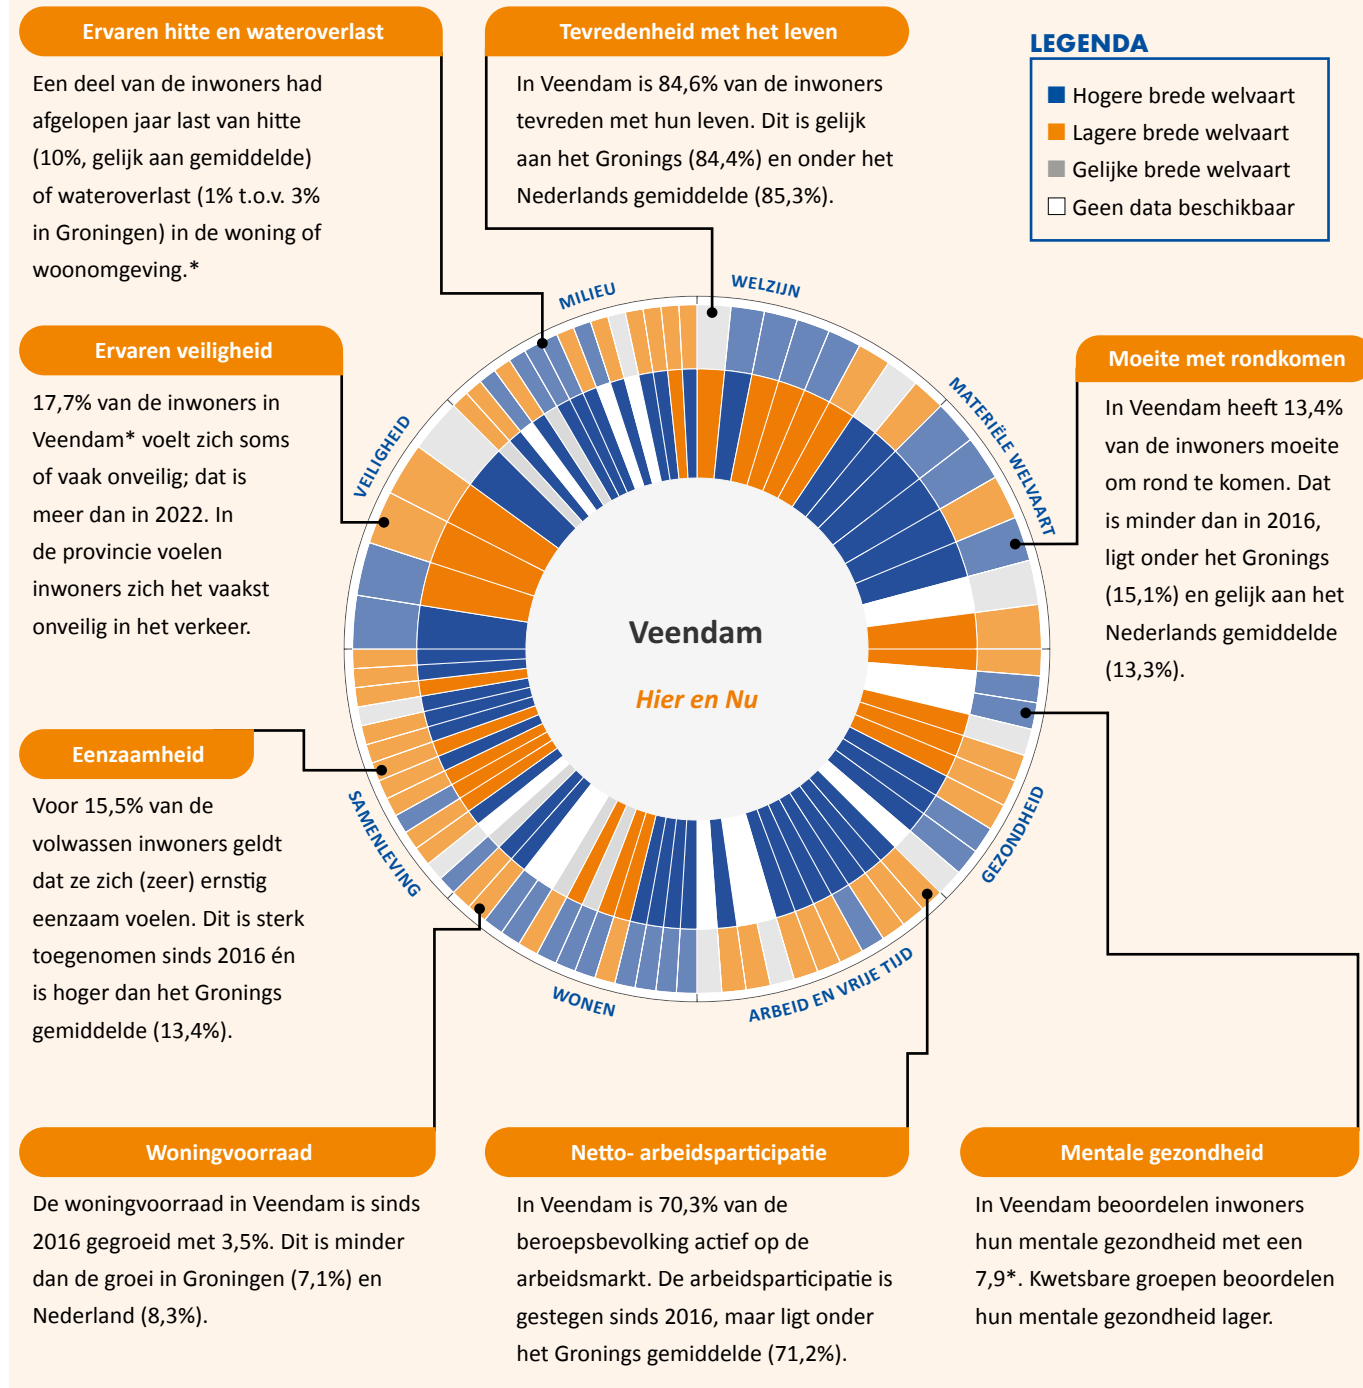 Ervaren hitte en wateroverlast
Een deel van de inwoners had
afgelopen jaar last van hitte
(10%, gelijk aan gemiddelde)
of wateroverlast (1% t.o.v. 3%
in Groningen) in de woning of
woonomgeving.*
Tevredenheid met het leven
In Veendam is 84,6% van de inwoners
tevreden met hun leven. Dit is gelijk
aan het Gronings (84,4%) en onder het
Nederlands gemiddelde (85,3%).
LEGENDA
Hogere brede welvaart
Lagere brede welvaart
Gelijke brede welvaart
Geen data beschikbaar
Ervaren veiligheid
17,7% van de inwoners in
Veendam* voelt zich soms
of vaak onveilig; dat is
meer dan in 2022. In
de provincie voelen
inwoners zich het vaakst
onveilig in het verkeer.
MILIEU
WELZIJN
MATERIËLE WELVAART
VEILIGHEID
GEZONDHEID
SAMENLEVING
WONEN
ARBEID EN VRIJE TIJD
Veendam
Hier en Nu
Moeite met rondkomen
In Veendam heeft 13,4%
van de inwoners moeite
om rond te komen. Dat
is minder dan in 2016,
ligt onder het Gronings
(15,1%) en gelijk aan het
Nederlands gemiddelde
(13,3%).
Eenzaamheid
Voor 15,5% van de
volwassen inwoners geldt
dat ze zich (zeer) ernstig
eenzaam voelen. Dit is sterk
toegenomen sinds 2016 én
is hoger dan het Gronings
gemiddelde (13,4%).
Woningvoorraad
De woningvoorraad in Veendam is sinds
2016 gegroeid met 3,5%. Dit is minder
dan de groei in Groningen (7,1%) en
Nederland (8,3%).
Netto- arbeidsparticipatie
In Veendam is 70,3% van de
beroepsbevolking actief op de
arbeidsmarkt. De arbeidsparticipatie is
gestegen sinds 2016, maar ligt onder
het Gronings gemiddelde (71,2%).
Mentale gezondheid
In Veendam beoordelen inwoners
hun mentale gezondheid met een
7,9*. Kwetsbare groepen beoordelen
hun mentale gezondheid lager.